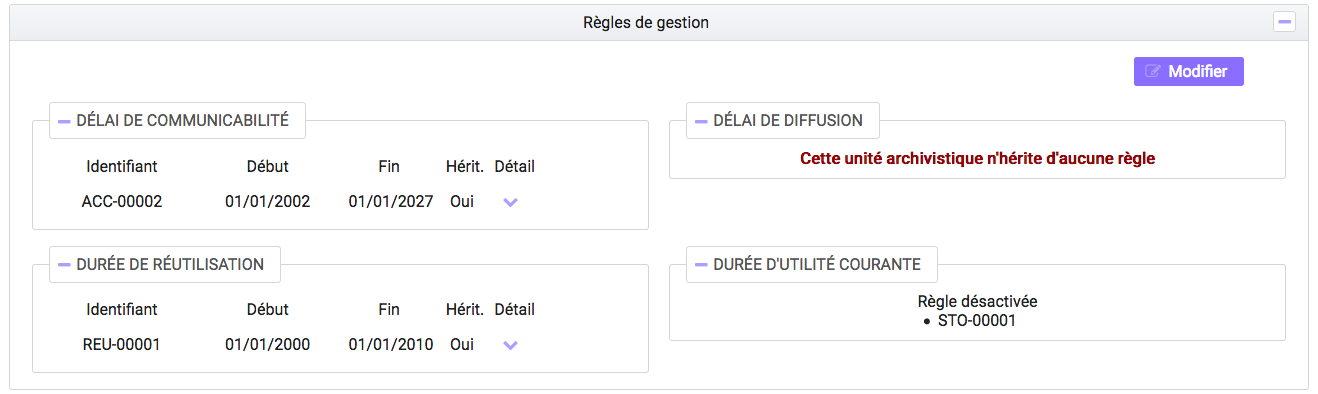 Règles de gestion
Modifier
DÉLAI DE COMMUNICABILITÉ
Identifiant Début Fin Hérit. Détail
ACC-00002 01/01/2002 01/01/2027 Oui
DÉLAI DE DIFFUSION
Cette unité archivistique n'hérite d'aucune règle
DURÉE DE RÉUTILISATION
Identifiant Début Fin Hérit. Détail
REU-00001 01/01/2000 01/01/2010 Oui
DURÉE D'UTILITÉ COURANTE
Règle désactivée
• STO-00001